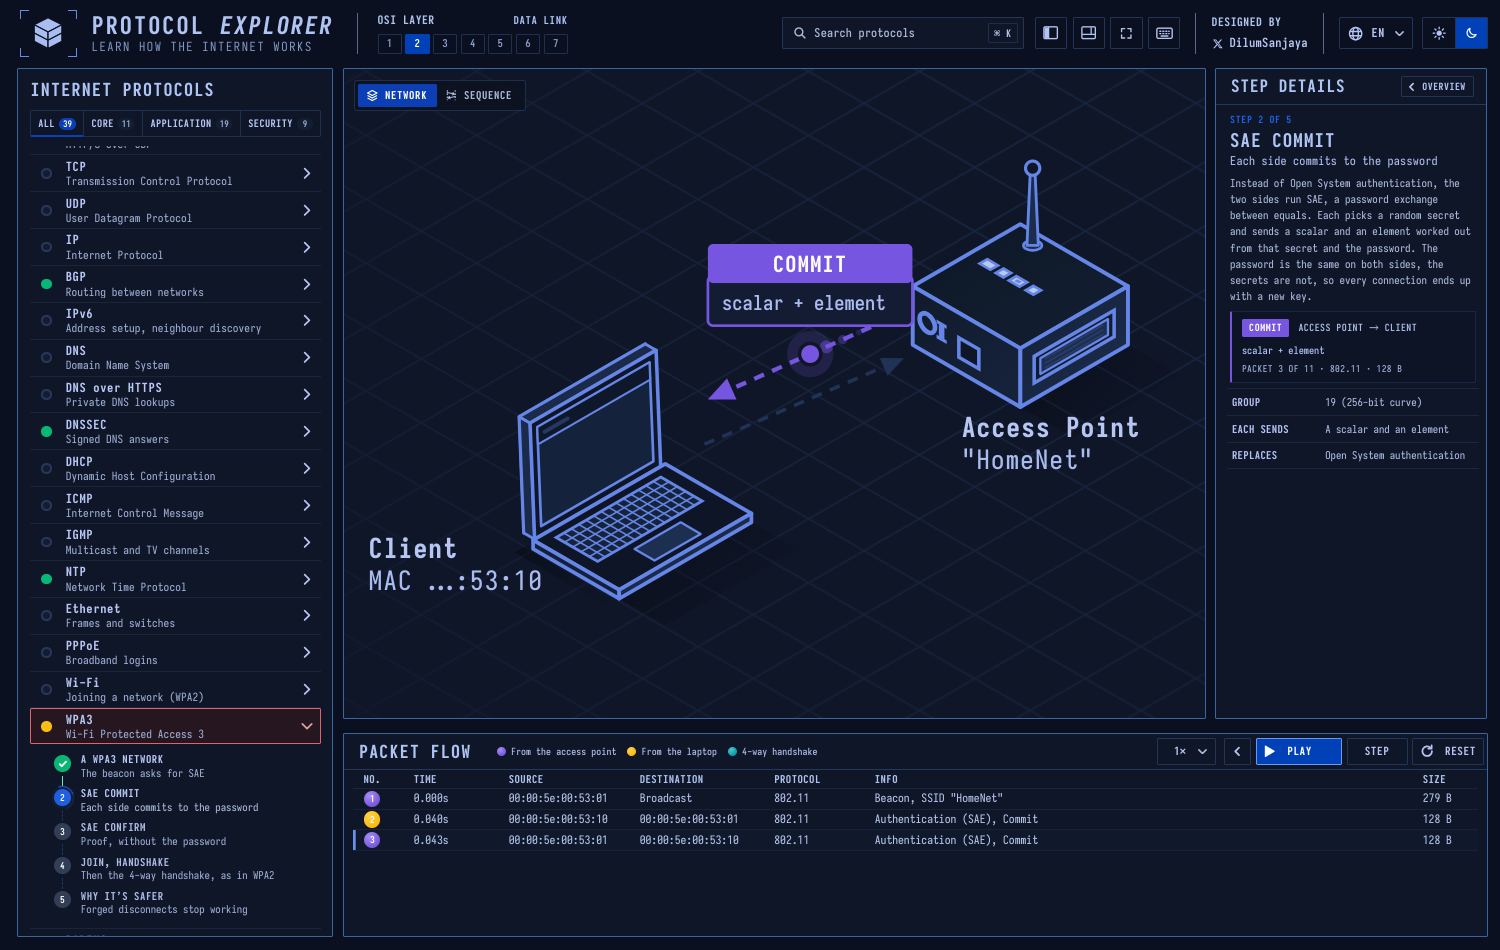 PROTOCOL EXPLORER
LEARN HOW THE INTERNET WORKS
OSI LAYER
DATA LINK
1 2 3 4 5 6 7
Search protocols
⌘ K
DESIGNED BY
DilumSanjaya
EN
INTERNET PROTOCOLS
ALL 39
CORE 11
APPLICATION 19
SECURITY 9
TCP
Transmission Control Protocol
UDP
User Datagram Protocol
IP
Internet Protocol
BGP
Routing between networks
IPv6
Address setup, neighbour discovery
DNS
Domain Name System
DNS over HTTPS
Private DNS lookups
DNSSEC
Signed DNS answers
DHCP
Dynamic Host Configuration
ICMP
Internet Control Message
IGMP
Multicast and TV channels
NTP
Network Time Protocol
Ethernet
Frames and switches
PPPoE
Broadband logins
Wi-Fi
Joining a network (WPA2)
WPA3
Wi-Fi Protected Access 3
A WPA3 NETWORK
The beacon asks for SAE
2
SAE COMMIT
Each side commits to the password
3
SAE CONFIRM
Proof, without the password
4
JOIN, HANDSHAKE
Then the 4-way handshake, as in WPA2
5
WHY IT'S SAFER
Forged disconnects stop working
NETWORK
SEQUENCE
COMMIT
scalar + element
Access Point
"HomeNet"
Client
MAC …:53:10
STEP DETAILS
OVERVIEW
STEP 2 OF 5
SAE COMMIT
Each side commits to the password
Instead of Open System authentication, the
two sides run SAE, a password exchange
between equals. Each picks a random secret
and sends a scalar and an element worked out
from that secret and the password. The
password is the same on both sides, the
secrets are not, so every connection ends up
with a new key.
COMMIT ACCESS POINT → CLIENT
scalar + element
PACKET 3 OF 11 · 802.11 · 128 B
GROUP 19 (256-bit curve)
EACH SENDS A scalar and an element
REPLACES Open System authentication
PACKET FLOW
From the access point
From the laptop
4-way handshake
1×
PLAY
STEP
RESET
NO. TIME SOURCE DESTINATION PROTOCOL INFO SIZE
1 0.000s 00:00:5e:00:53:01 Broadcast 802.11 Beacon, SSID "HomeNet" 279 B
2 0.040s 00:00:5e:00:53:10 00:00:5e:00:53:01 802.11 Authentication (SAE), Commit 128 B
3 0.043s 00:00:5e:00:53:01 00:00:5e:00:53:10 802.11 Authentication (SAE), Commit 128 B